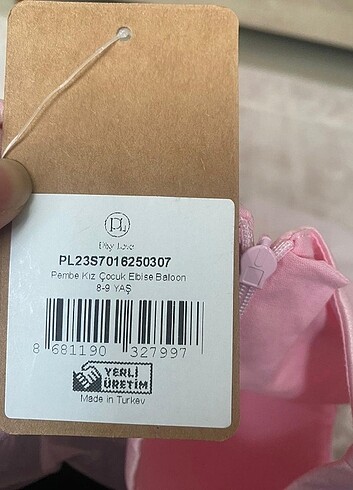 PL
Play Love
PL23S7016250307
Pembe Kız Çocuk Elbise Baloon
8-9 YAŞ
8 681190 327997
YERLİ
ÜRETİM
Made in Turkey